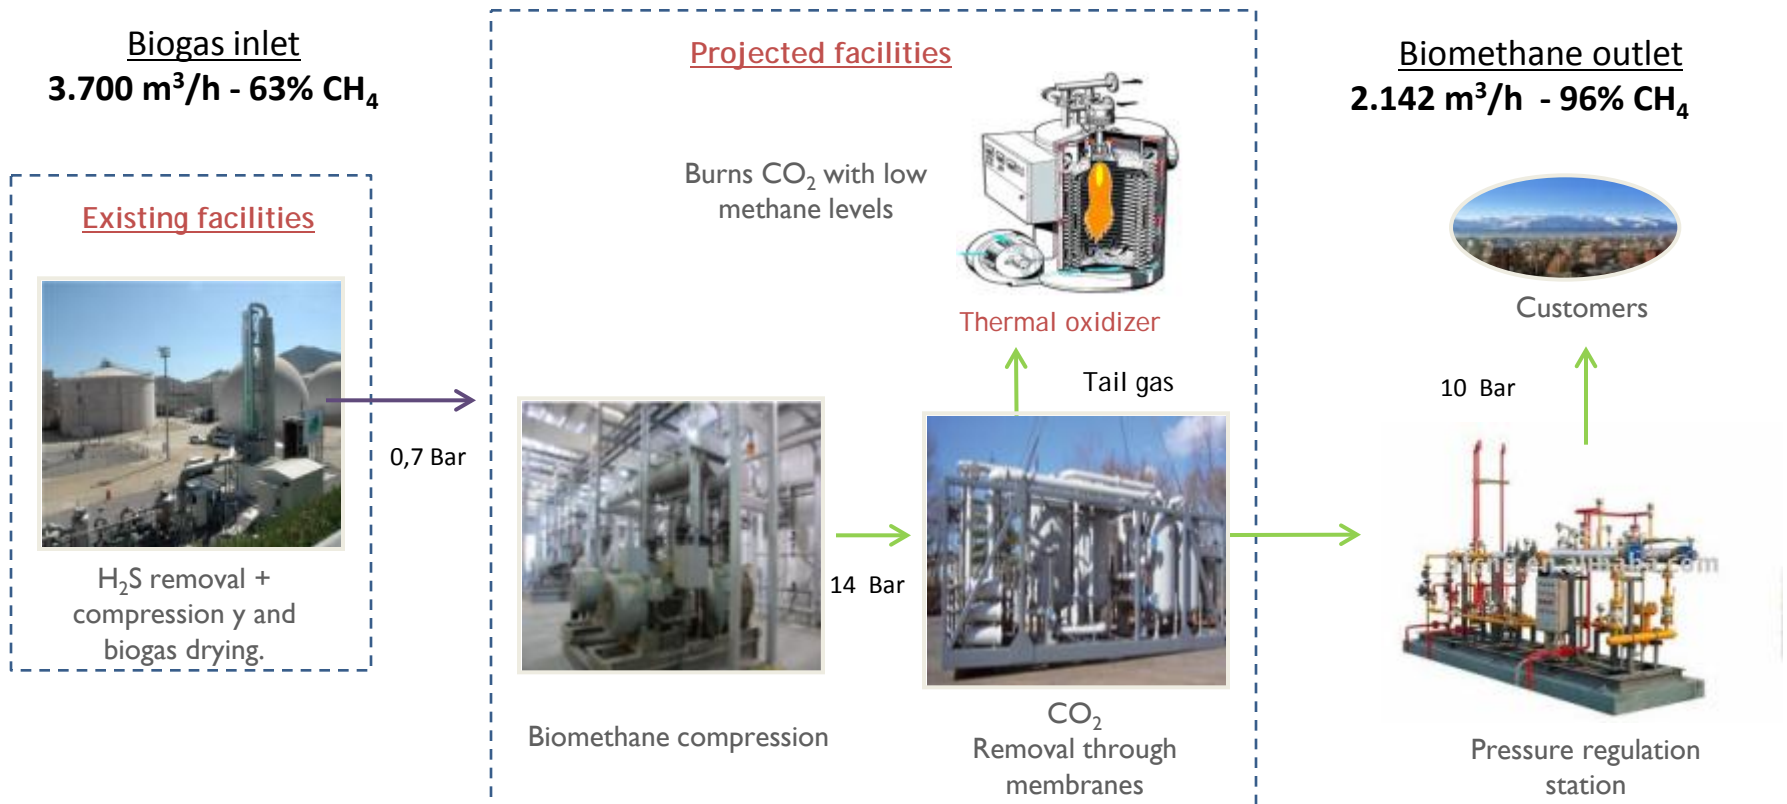 Biogas inlet
3.700 m³/h - 63% CH₄
Projected facilities
Biomethane outlet
2.142 m³/h - 96% CH₄
Burns CO₂ with low
methane levels
Existing facilities
Thermal oxidizer
Customers
Tail gas
10 Bar
0,7 Bar
14 Bar
H₂S removal +
compression y and
biogas drying.
Biomethane compression
CO₂
Removal through
membranes
Pressure regulation
station